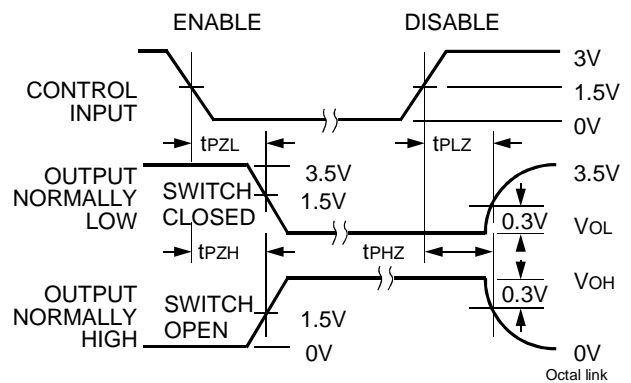 ENABLE DISABLE
3V
CONTROL
INPUT
1.5V
0V
tPZL tPLZ
OUTPUT
NORMALLY
LOW
SWITCH
CLOSED
3.5V
1.5V
3.5V
0.3V
VOL
tPZH tPHZ
OUTPUT
NORMALLY
HIGH
SWITCH
OPEN
1.5V
0V
VOH
0.3V
0V
Octal link